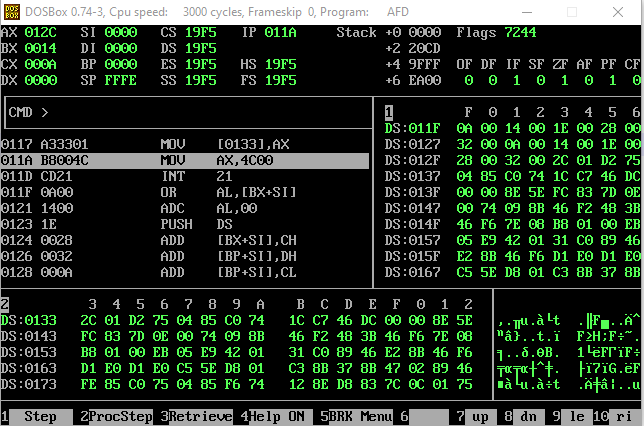 DOSBox 0.74-3, Cpu speed: 3000 cycles, Frameskip 0, Program: AFD
AX 012C SI 0000 CS 19F5 IP 011A Stack +0 0000 Flags 7244
BX 0014 DI 0000 DS 19F5 +2 20CD
CX 000A BP 0000 ES 19F5 HS 19F5 +4 9FFF OF DF IF SF ZF AF PF CF
DX 0000 SP FFFE SS 19F5 FS 19F5 +6 EA00 0 0 1 0 1 0 1 0
CMD > 1 F 0 1 2 3 4 5 6
DS:011F 0A 00 14 00 1E 00 28 00
0117 A33301 MOV [0133],AX DS:0127 32 00 0A 00 14 00 1E 00
011A B8004C MOV AX,4C00 DS:012F 28 00 32 00 2C 01 D2 75
011D CD21 INT 21 DS:0137 04 85 C0 74 1C C7 46 DC
011F 0A00 OR AL,[BX+SI] DS:013F 00 00 8E 5E FC 83 7D 0E
0121 1400 ADC AL,00 DS:0147 00 74 09 8B 46 F2 48 3B
0123 1E PUSH DS DS:014F 46 F6 7E 08 B8 01 00 EB
0124 0028 ADD [BX+SI],CH DS:0157 05 E9 42 01 31 C0 89 46
0126 0032 ADD [BP+SI],DH DS:015F E2 8B 46 F6 D1 E0 D1 E0
0128 000A ADD [BP+SI],CL DS:0167 C5 5E D8 01 C3 8B 37 8B
2 3 4 5 6 7 8 9 A B C D E F 0 1 2
DS:0133 2C 01 D2 75 04 85 C0 74 1C C7 46 DC 00 00 8E 5E
DS:0143 FC 83 7D 0E 00 74 09 8B 46 F2 48 3B 46 F6 7E 08
DS:0153 B8 01 00 EB 05 E9 42 01 31 C0 89 46 E2 8B 46 F6
DS:0163 D1 E0 D1 E0 C5 5E D8 01 C3 8B 37 8B 47 02 89 46
DS:0173 FE 85 C0 75 04 85 F6 74 12 8E D8 83 7C 0C 01 75
1 Step 2 ProcStep 3 Retrieve 4 Help ON 5 BRK Menu 6 7 up 8 dn 9 le 10 ri